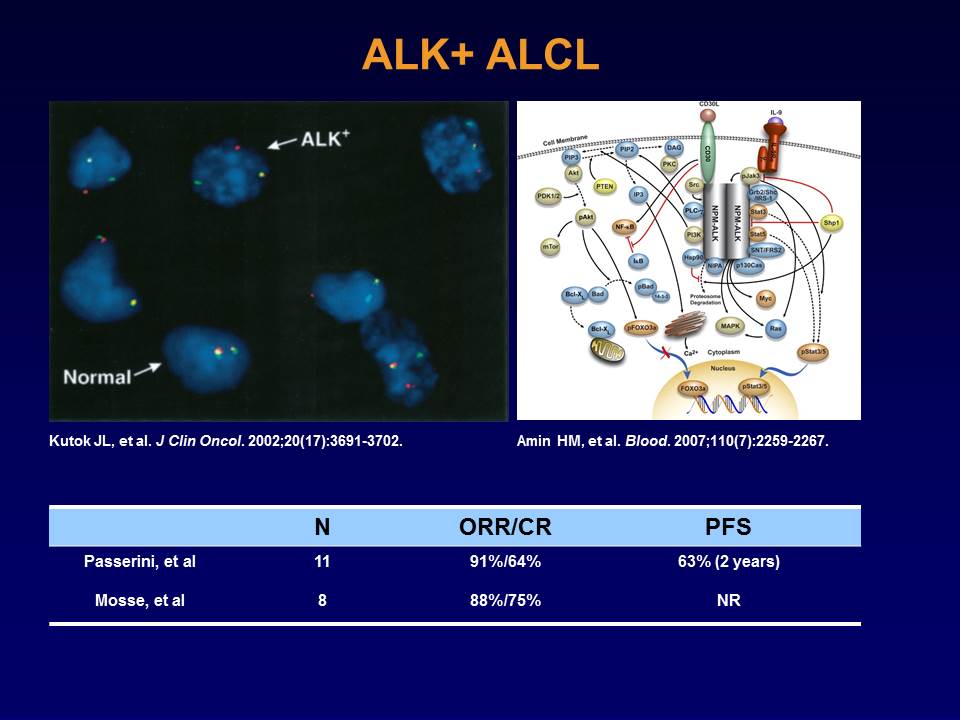 ALK+ ALCL
ALK+
Normal
Kutok JL, et al. J Clin Oncol. 2002;20(17):3691-3702.
CD30L
IL-9
Cell Membrane
PIP3
PIP2
DAG
PKC
Akt
CD30
pJak3
PDK1/2
PTEN
IP3
Src
Grb2/Shc
/IRS-1
pAkt
PLC-γ
NPM-ALK
NPM-ALK
Stat3
Shp1
NF-κB
PI3K
Stat5
mTor
IκB
Hsp90
SNT/FRS2
NIPA
p130Cas
Bcl-XL
Bad
pBad
14-3-3
Proteosome
Degradation
Myc
Bcl-XL
pFOXO3a
MAPK
Ras
Ca2+
Cytoplasm
pStat3/5
Nucleus
FOXO3a
pStat3/5
Amin HM, et al. Blood. 2007;110(7):2259-2267.
N ORR/CR PFS
Passerini, et al 11 91%/64% 63% (2 years)
Mosse, et al 8 88%/75% NR